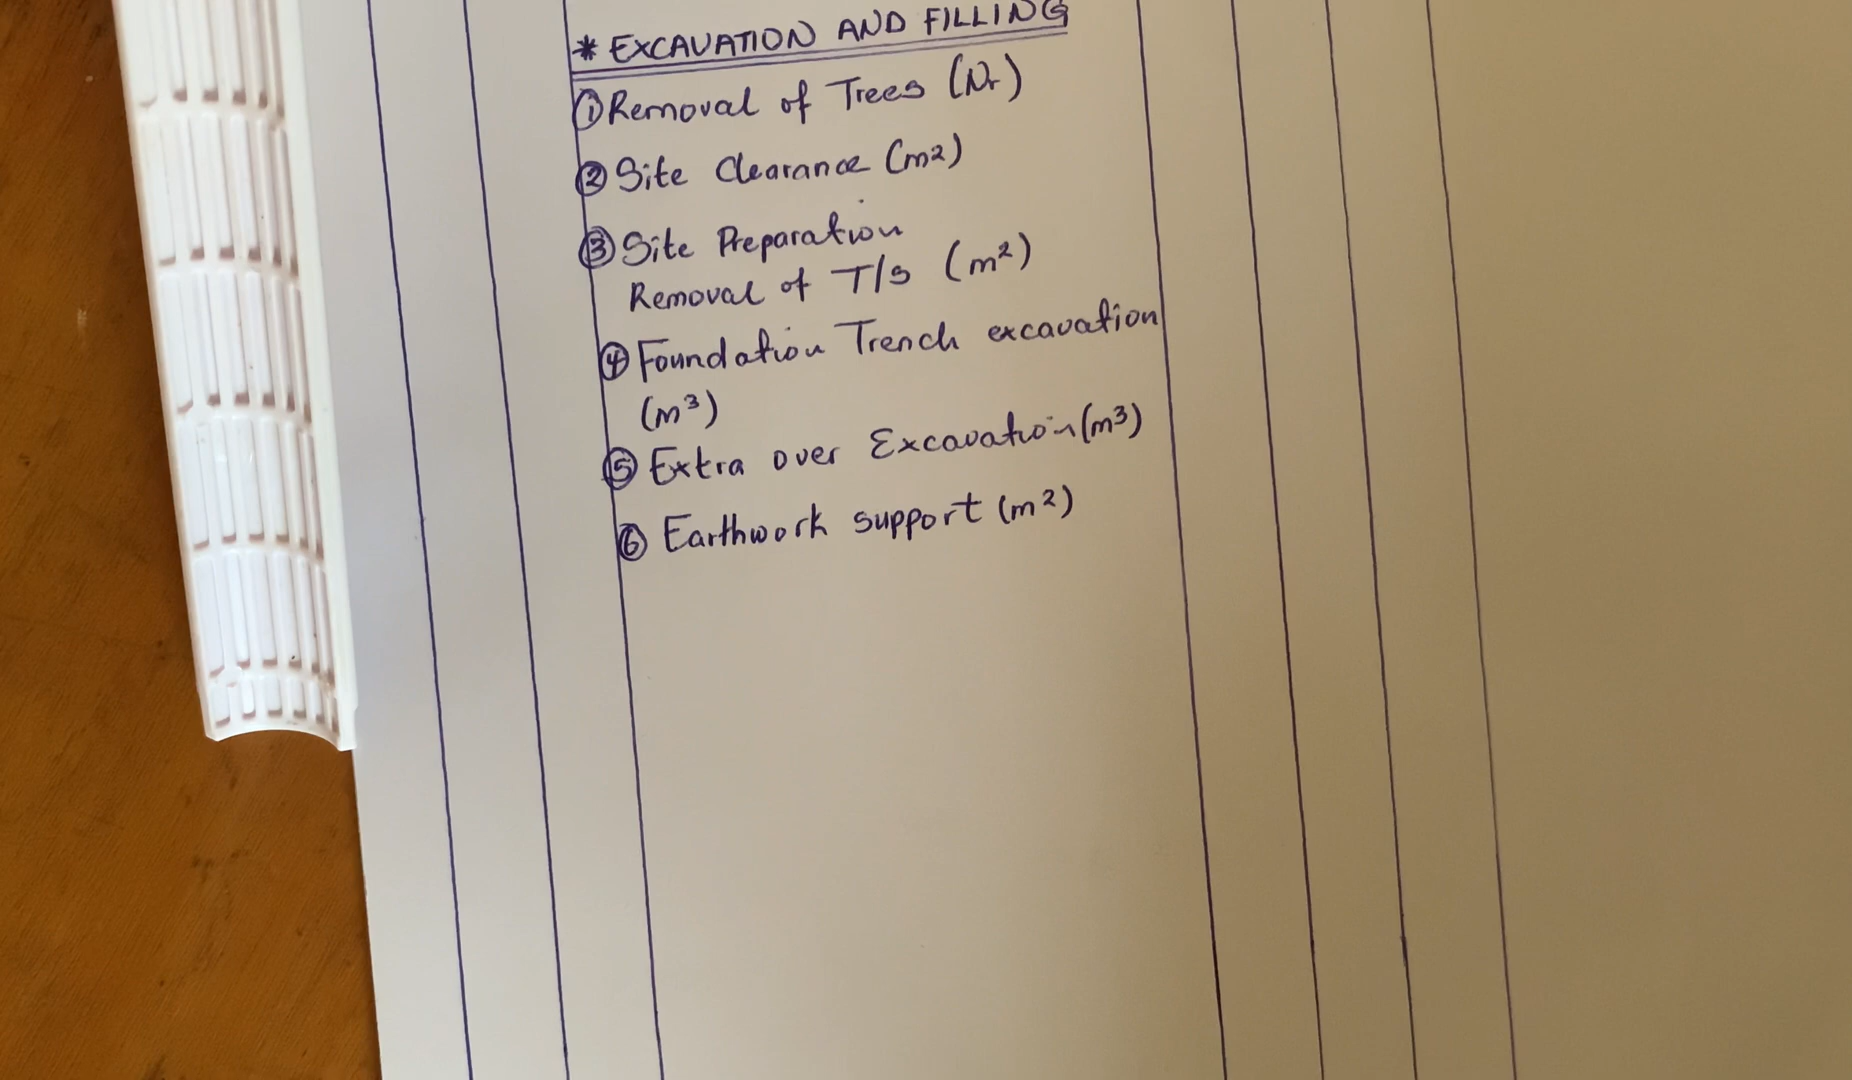 * EXCAVATION AND FILLING
① Removal of Trees (Nr)
② Site Clearance (m2)
③ Site Preparation
Removal of T/S (m²)
④ Foundation Trench excavation
(m³)
⑤ Extra over Excavation (m³)
⑥ Earthwork support (m²)